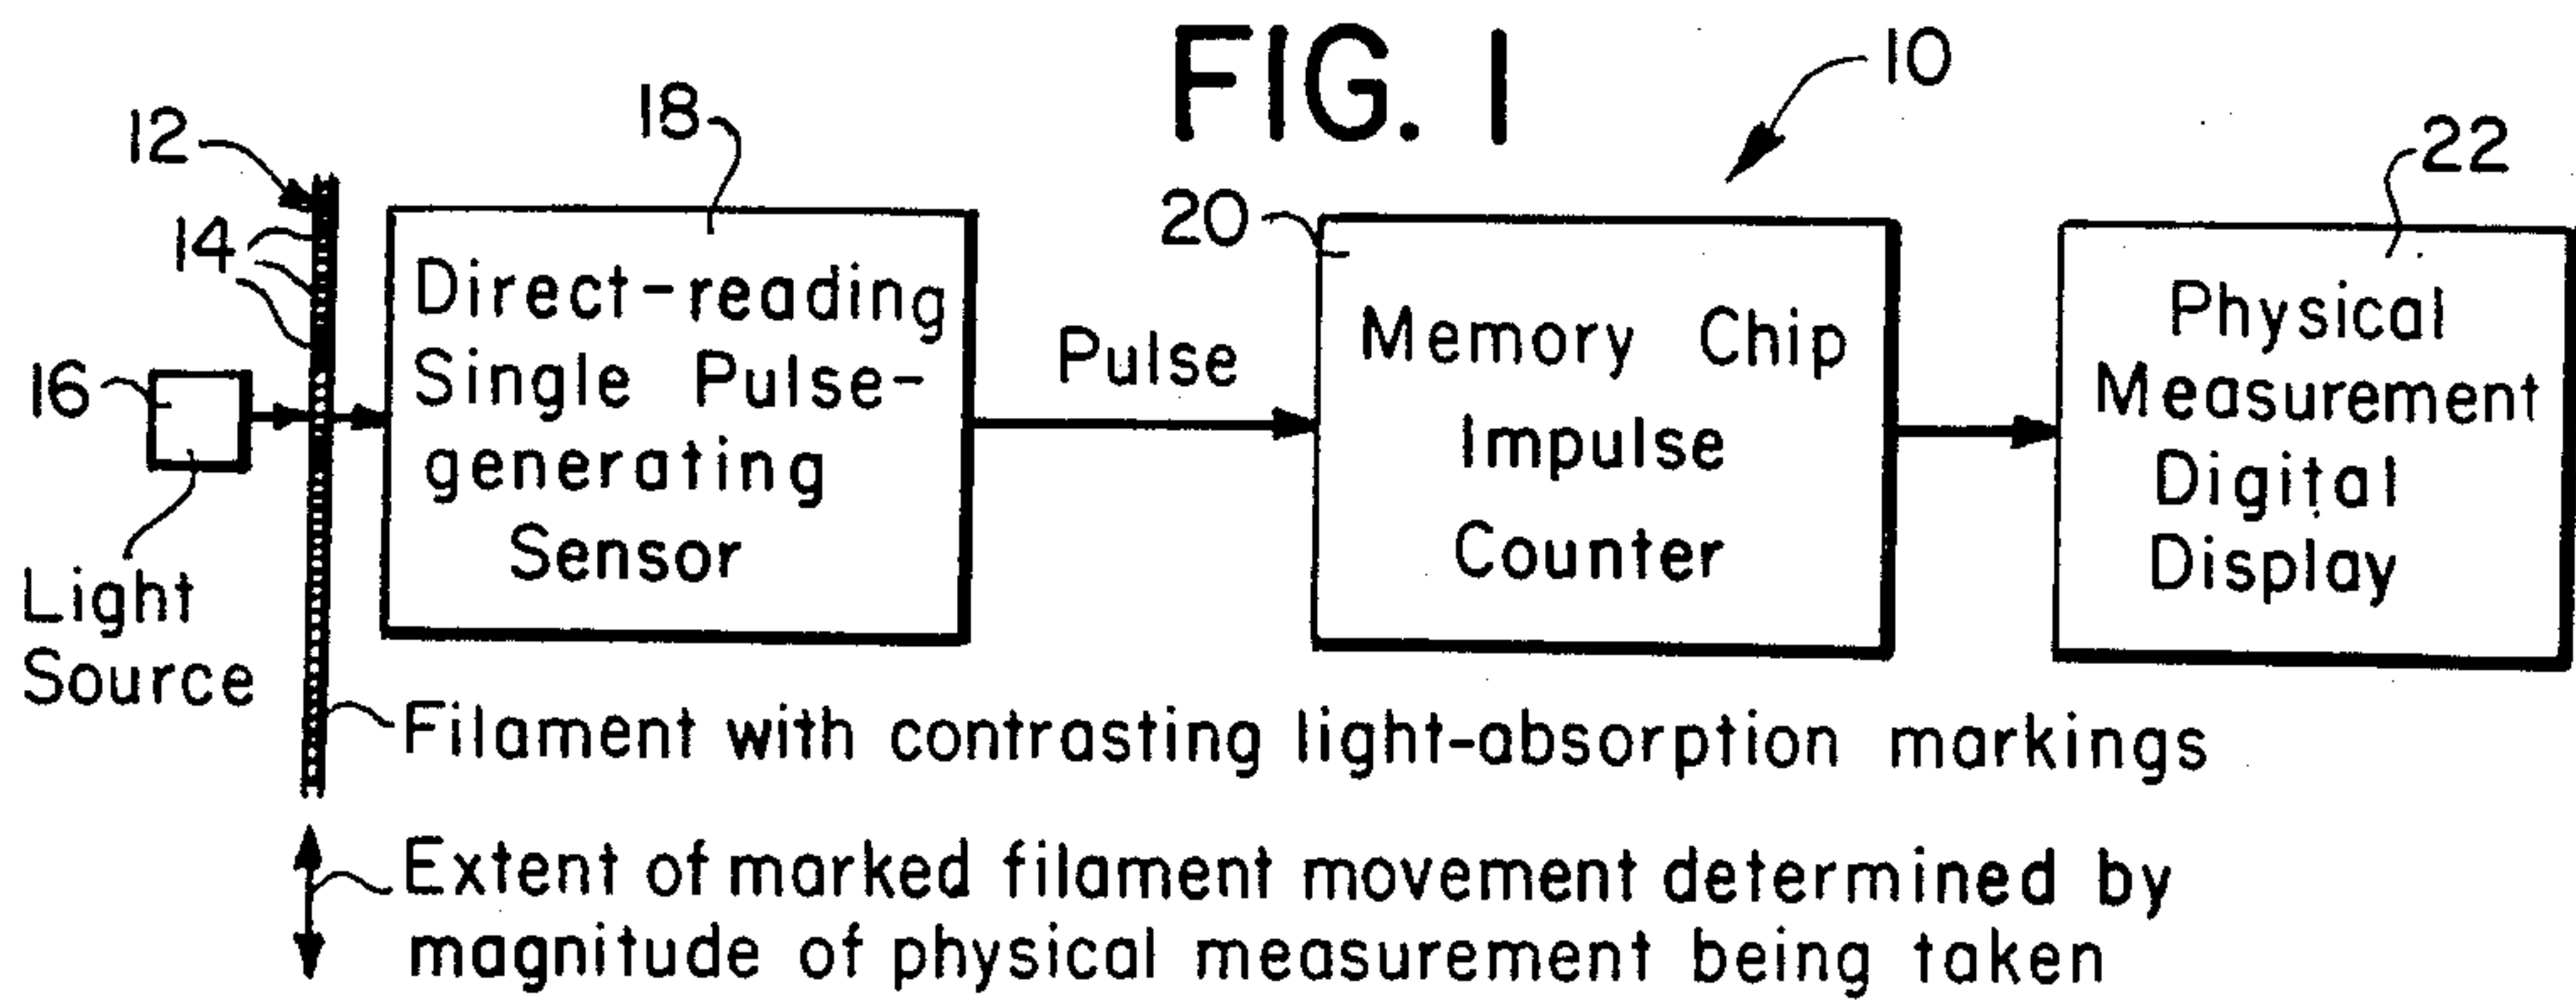 FIG. 1
10
12
14
16
Light
Source
18
Direct-reading
Single Pulse-
generating
Sensor
Pulse
20
Memory Chip
Impulse
Counter
22
Physical
Measurement
Digital
Display
Filament with contrasting light-absorption markings
Extent of marked filament movement determined by
magnitude of physical measurement being taken